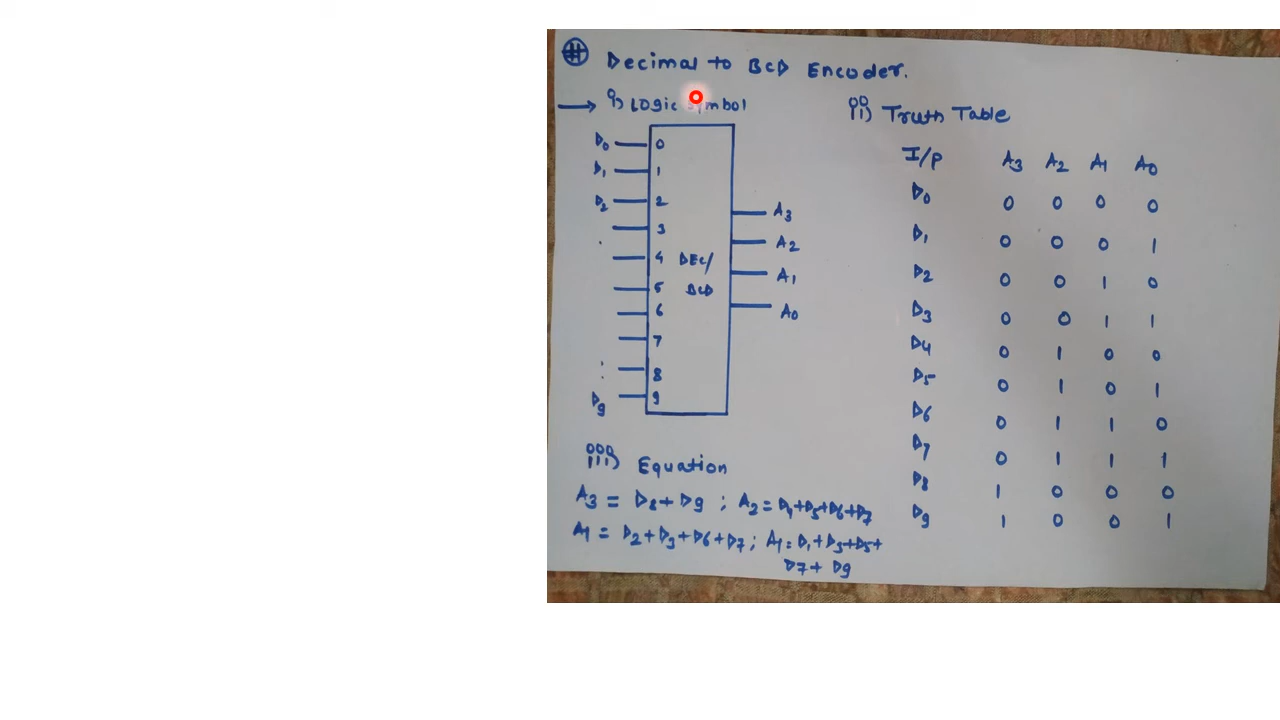 # Decimal to BCD Encoder.
i) Logic symbol
D0 0
D1 1
D2 2
3
4
5
6
7
8
D9 9
DEC/
BCD
A3
A2
A1
A0
ii) Truth Table
I/P A3 A2 A1 A0
D0 0 0 0 0
D1 0 0 0 1
D2 0 0 1 0
D3 0 0 1 1
D4 0 1 0 0
D5 0 1 0 1
D6 0 1 1 0
D7 0 1 1 1
D8 1 0 0 0
D9 1 0 0 1
iii) Equation
A3 = D8+D9 ; A2 = D4+D5+D6+D7
A1 = D2+D3+D6+D7 ; A1 = D1+D3+D5+
D7+ D9